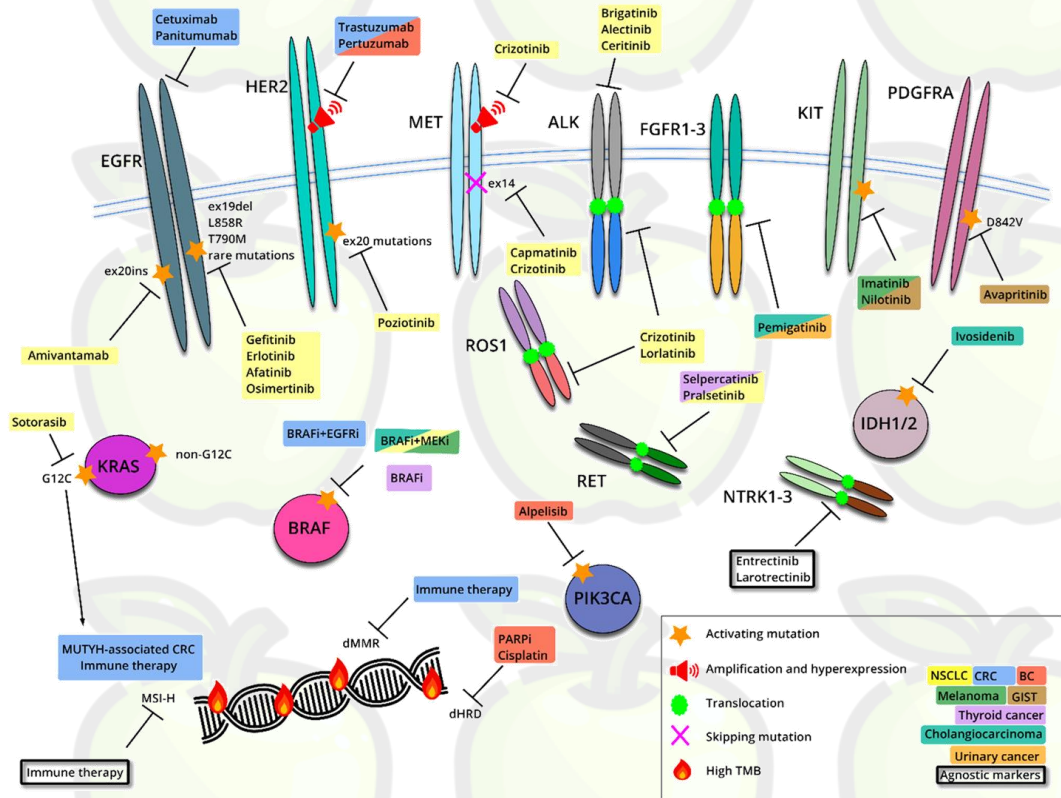 Cetuximab
Panitumumab
Trastuzumab
Pertuzumab
Crizotinib
Brigatinib
Alectinib
Ceritinib
HER2
MET
ALK
FGFR1-3
KIT
PDGFRA
EGFR
ex19del
L858R
T790M
rare mutations
ex20ins
ex20 mutations
ex14
D842V
Capmatinib
Crizotinib
Imatinib
Nilotinib
Avapritinib
Poziotinib
Pemigatinib
Amivantamab
Gefitinib
Erlotinib
Afatinib
Osimertinib
ROS1
Crizotinib
Lorlatinib
Ivosidenib
Selpercatinib
Pralsetinib
Sotorasib
BRAFi+EGFRi
BRAFi+MEKi
BRAFi
IDH1/2
KRAS
non-G12C
G12C
RET
NTRK1-3
BRAF
Alpelisib
Entrectinib
Larotrectinib
PIK3CA
Immune therapy
dMMR
PARPi
Cisplatin
dHRD
MUTYH-associated CRC
Immune therapy
MSI-H
Immune therapy
Activating mutation
Amplification and hyperexpression
Translocation
Skipping mutation
High TMB
NSCLC CRC BC
Melanoma GIST
Thyroid cancer
Cholangiocarcinoma
Urinary cancer
Agnostic markers